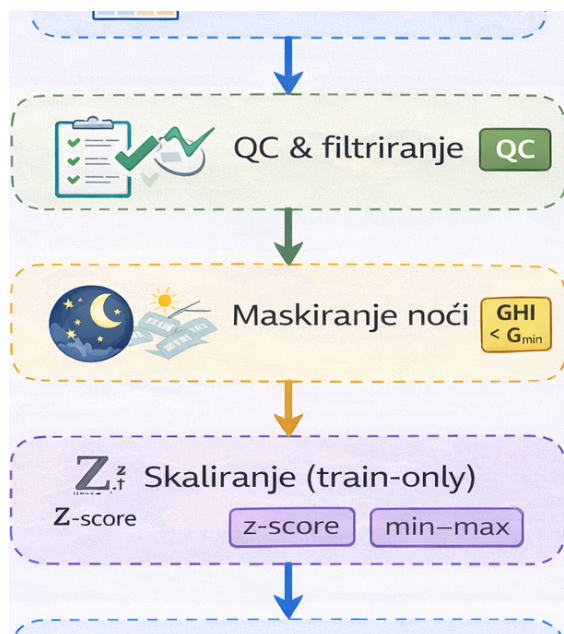 QC & filtriranje
QC
Maskiranje noći
GHI
< Gmin
Skaliranje (train-only)
Z-score
z-score
min–max